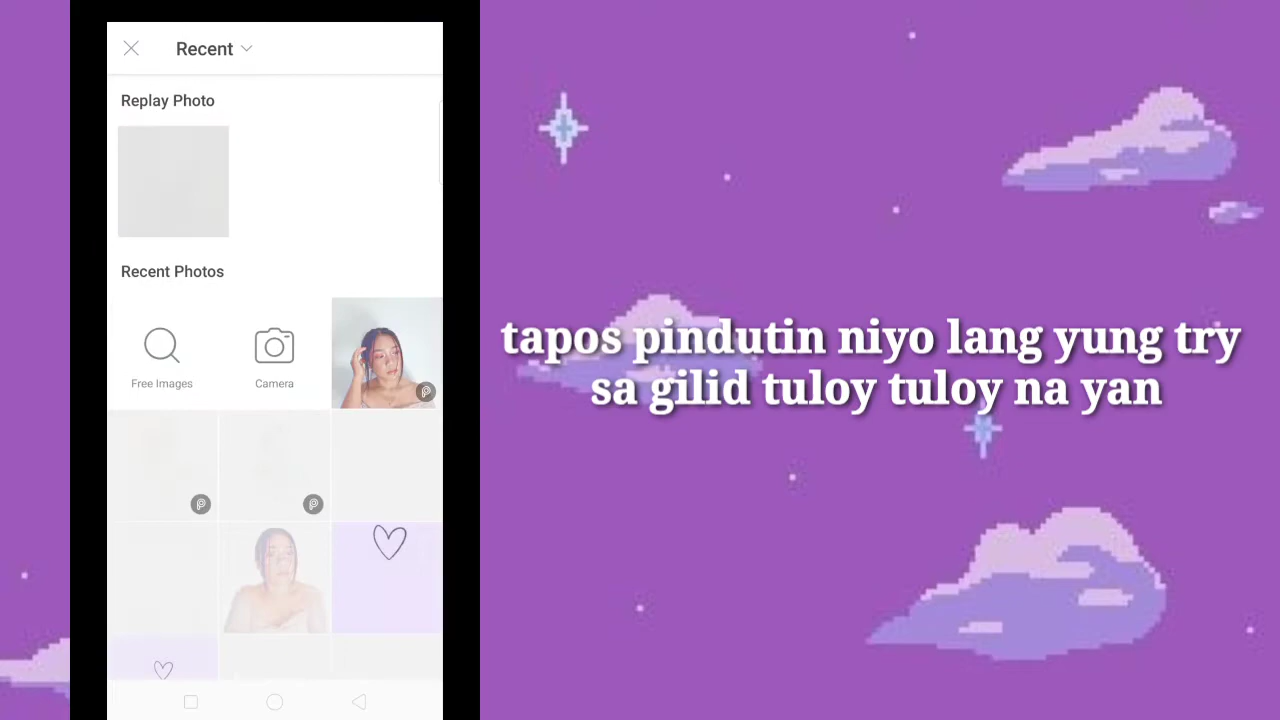 Recent
Replay Photo
Recent Photos
Free Images
Camera
tapos pindutin niyo lang yung try
sa gilid tuloy tuloy na yan